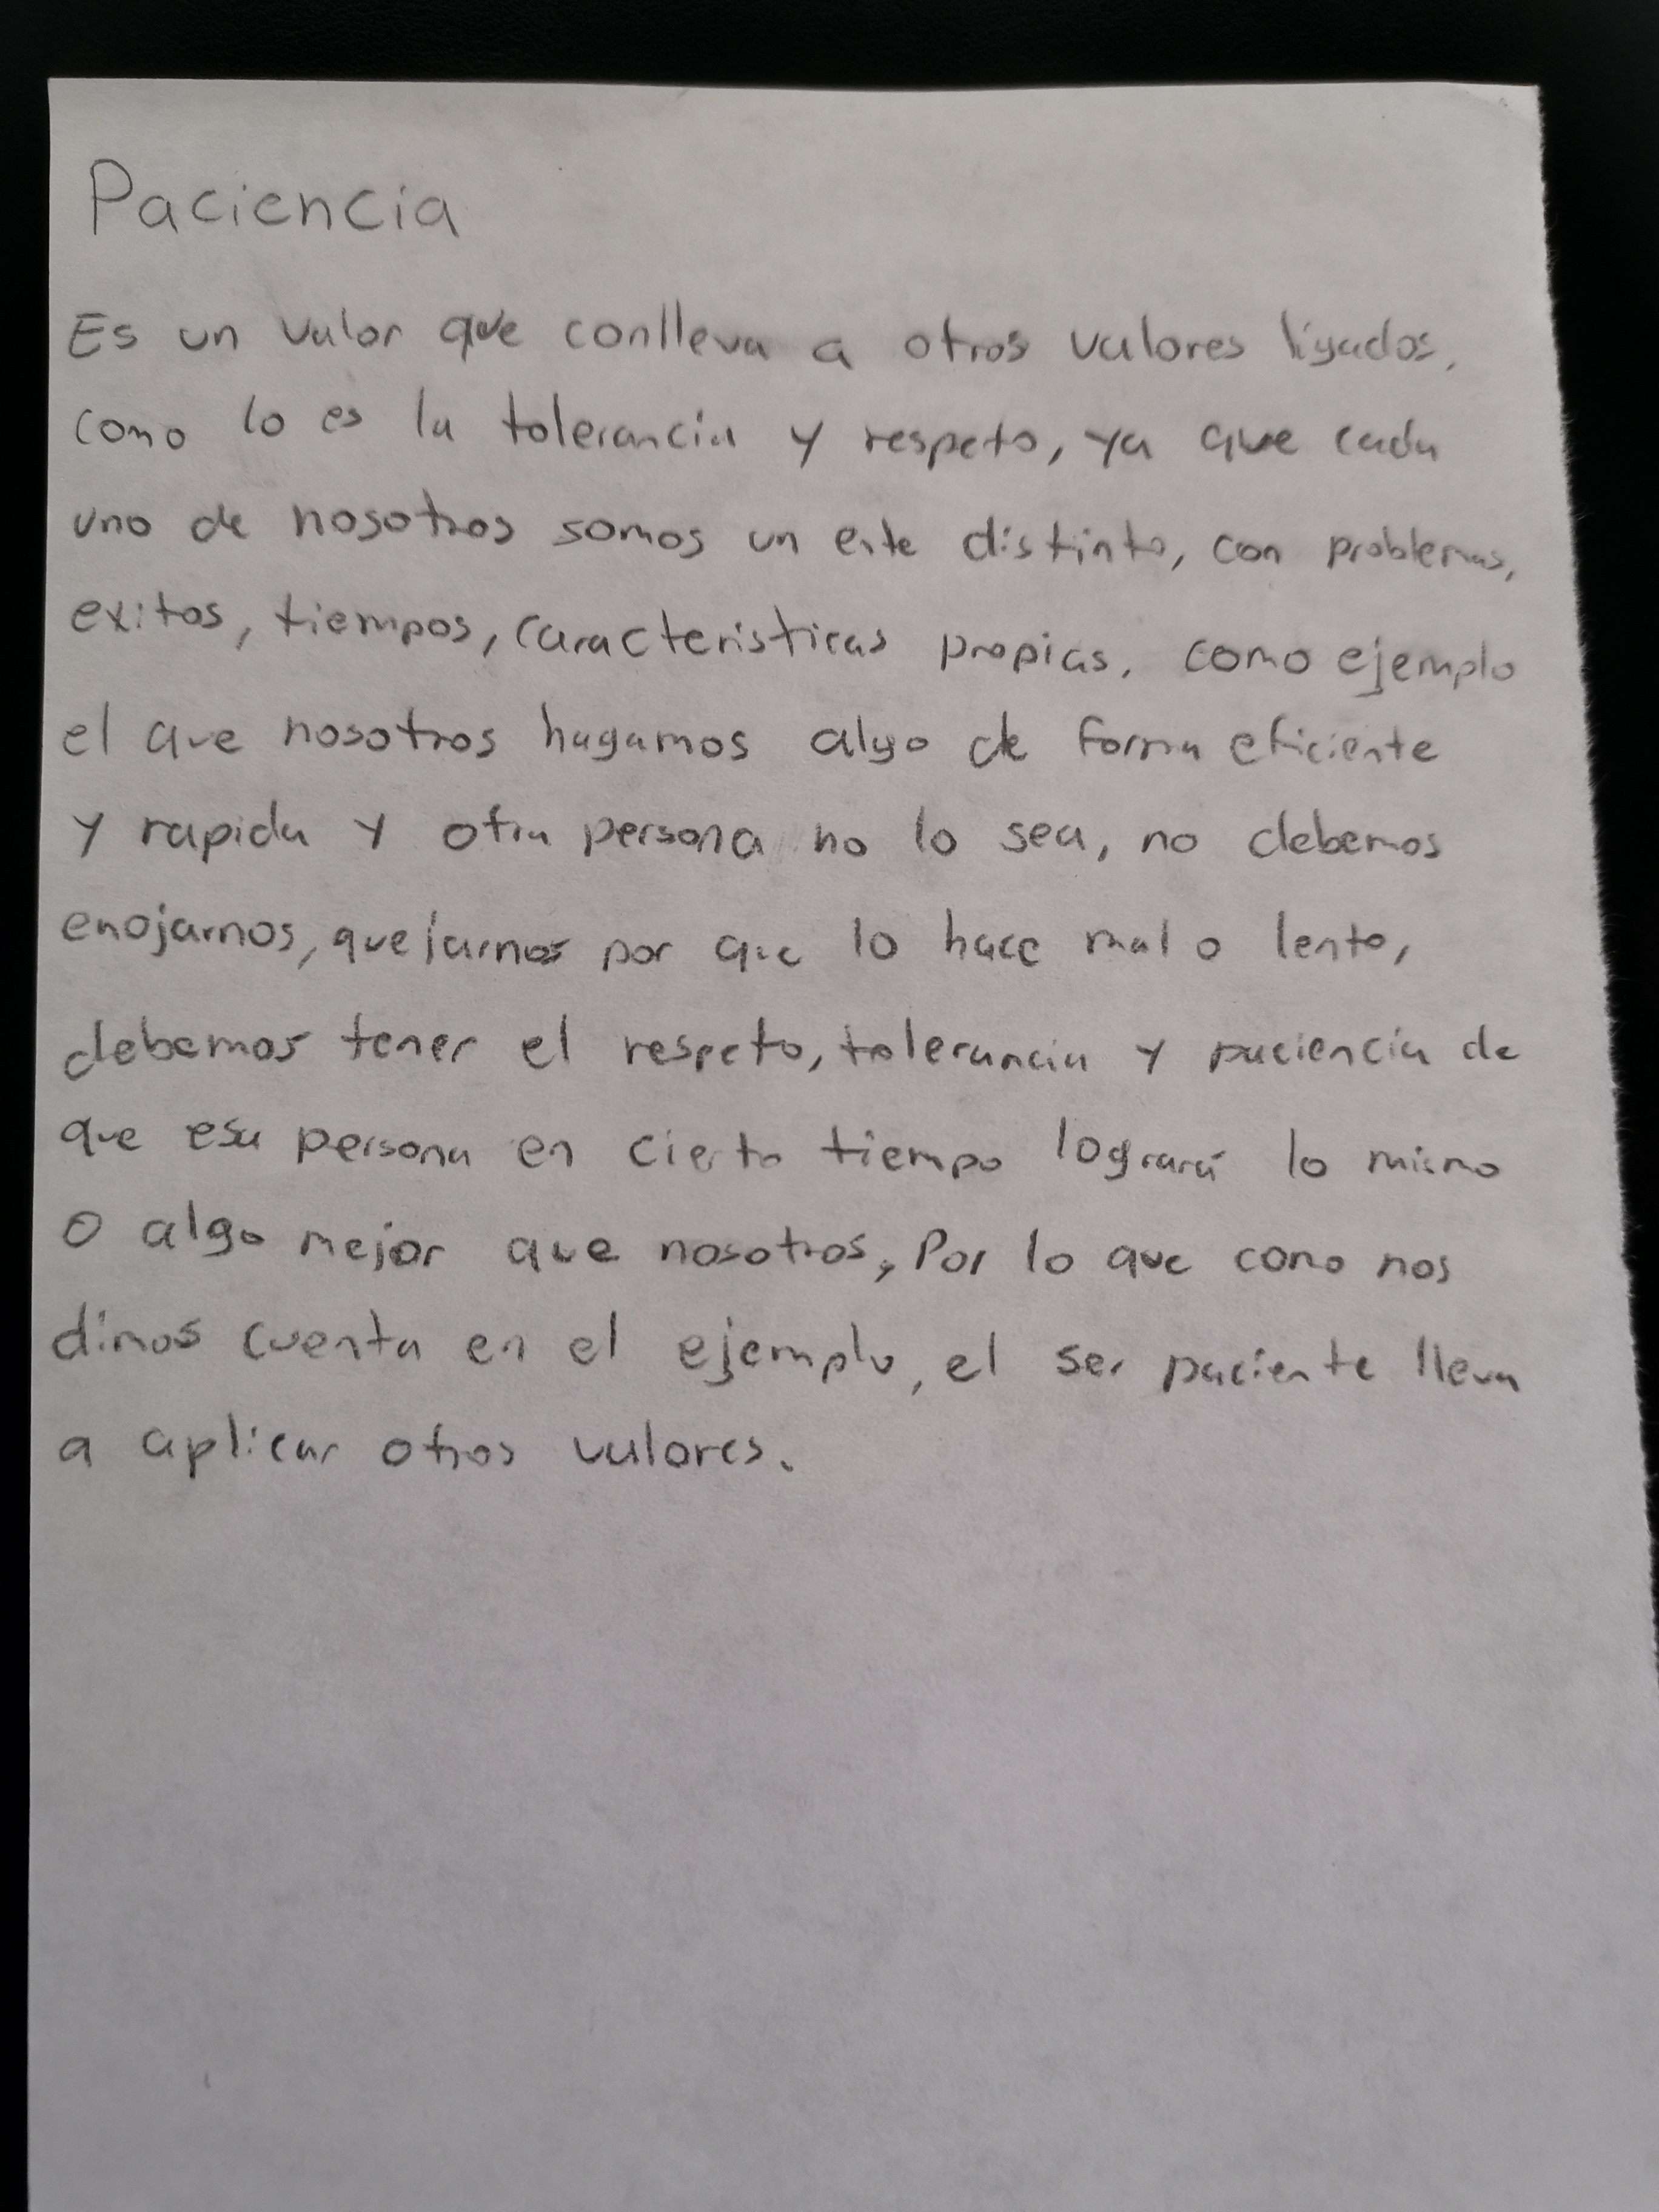 Paciencia
Es un valor que conlleva a otros valores ligados,
como lo es la tolerancia y respeto, ya que cada
uno de nosotros somos un ente distinto, con problemas,
exitos, tiempos, caracteristicas propias. como ejemplo
el que nosotros hagamos algo de forma eficiente
y rapida y otra persona no lo sea, no debemos
enojarnos, quejarnos por que lo hace mal o lento,
debemos tener el respeto, tolerancia y paciencia de
que esa persona en cierto tiempo logrará lo mismo
o algo mejor que nosotros, Por lo que como nos
dimos cuenta en el ejemplo, el ser paciente lleva
a aplicar otros valores.